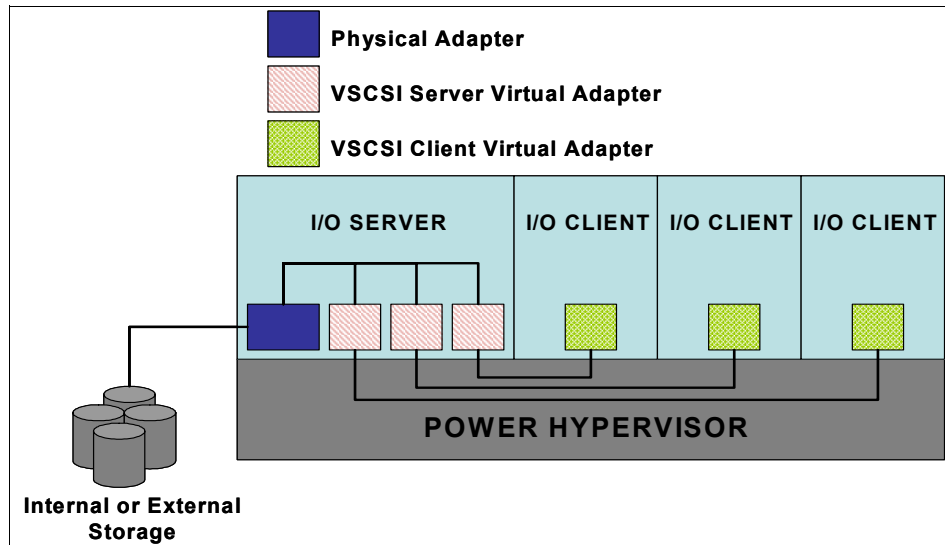 Physical Adapter
VSCSI Server Virtual Adapter
VSCSI Client Virtual Adapter
I/O SERVER
I/O CLIENT
I/O CLIENT
I/O CLIENT
POWER HYPERVISOR
Internal or External
Storage